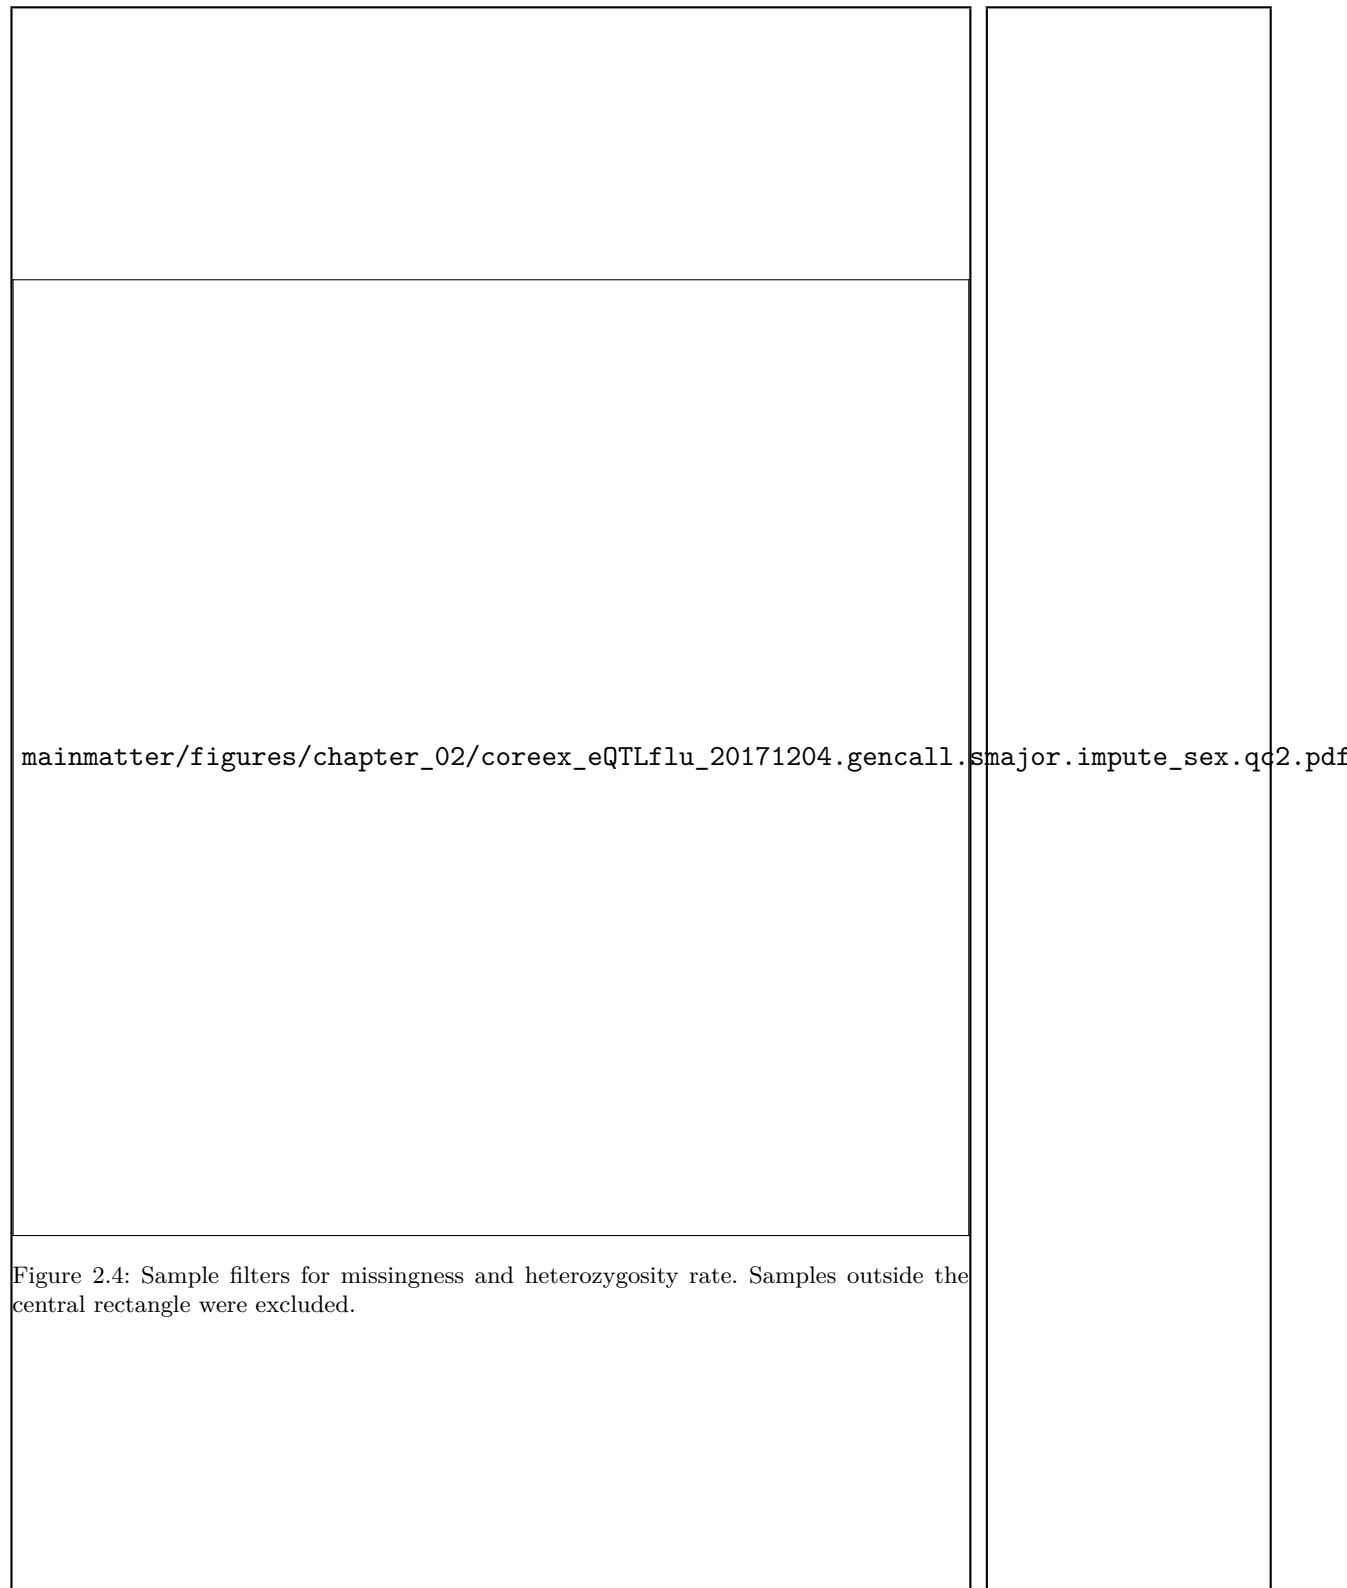 mainmatter/figures/chapter_02/coreex_eQTLflu_20171204.gencall.smajor.impute_sex.qc2.pdf
Figure 2.4: Sample filters for missingness and heterozygosity rate. Samples outside the
central rectangle were excluded.